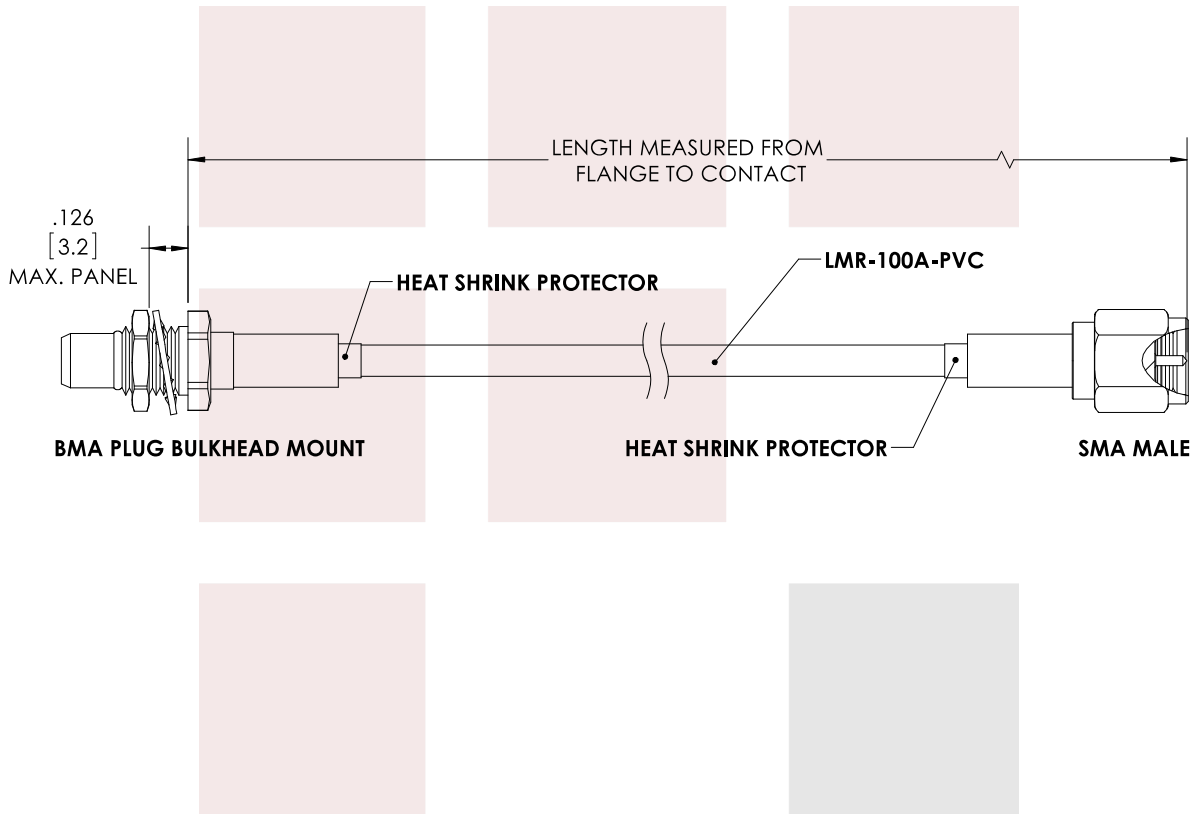 LENGTH MEASURED FROM
FLANGE TO CONTACT
.126
[3.2]
MAX. PANEL
LMR-100A-PVC
HEAT SHRINK PROTECTOR
BMA PLUG BULKHEAD MOUNT
HEAT SHRINK PROTECTOR
SMA MALE